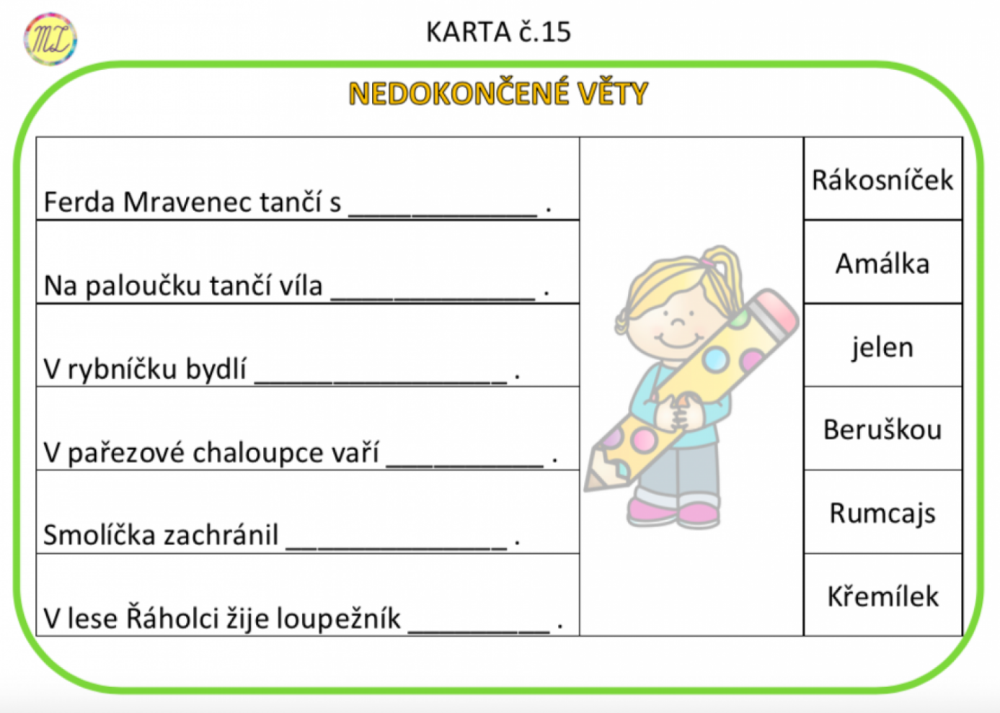 MZ
KARTA č.15
NEDOKONČENÉ VĚTY
Ferda Mravenec tančí s ____________ .
Rákosníček
Na paloučku tančí víla _____________ .
Amálka
V rybníčku bydlí ________________ .
jelen
V pařezové chaloupce vaří __________ .
Beruškou
Smolíčka zachránil ______________ .
Rumcajs
V lese Řáholci žije loupežník _________ .
Křemílek